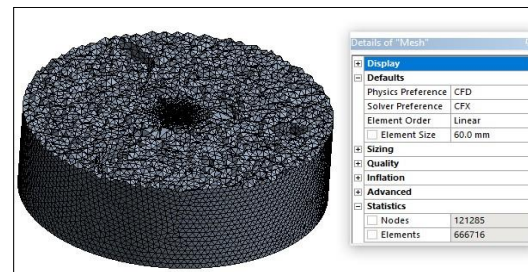 Details of "Mesh"
Display
Defaults
Physics Preference CFD
Solver Preference CFX
Element Order Linear
Element Size 60.0 mm
Sizing
Quality
Inflation
Advanced
Statistics
Nodes 121285
Elements 666716